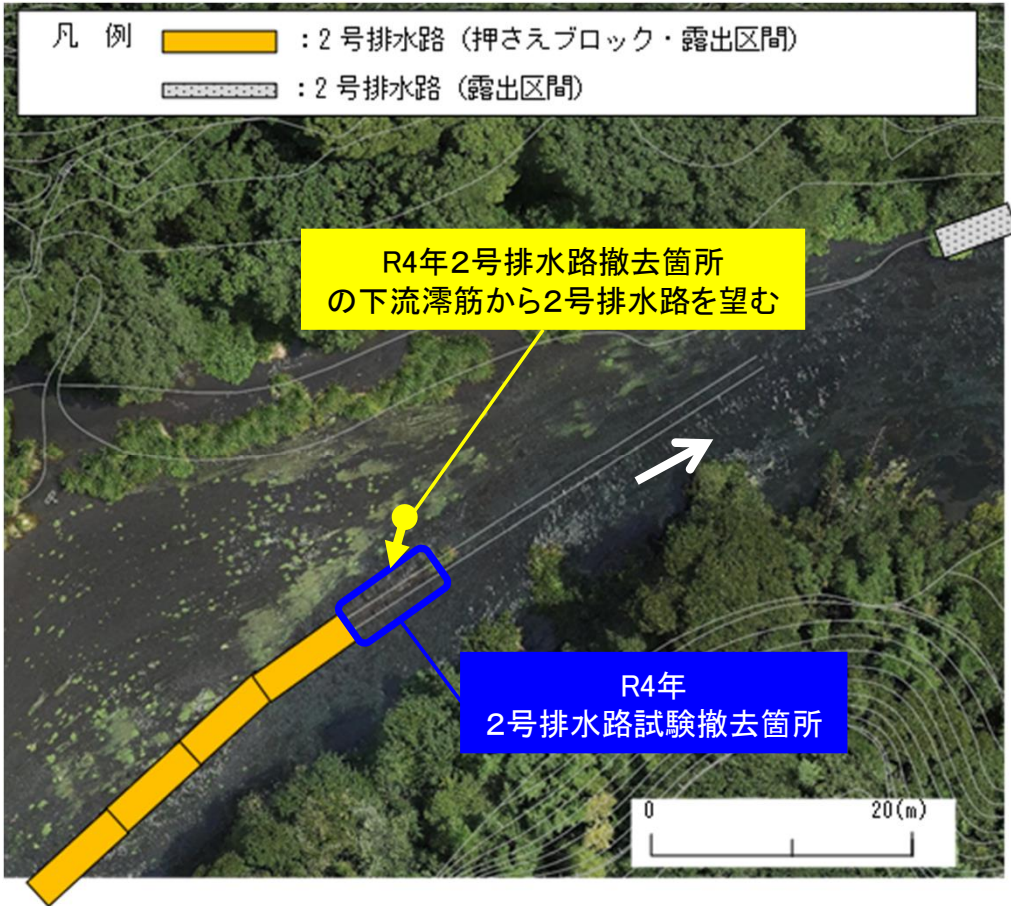 凡 例 ：2号排水路（押さえブロック・露出区間）
：2号排水路（露出区間）
R4年2号排水路撤去箇所
の下流澪筋から2号排水路を望む
R4年
2号排水路試験撤去箇所
0 20(m)